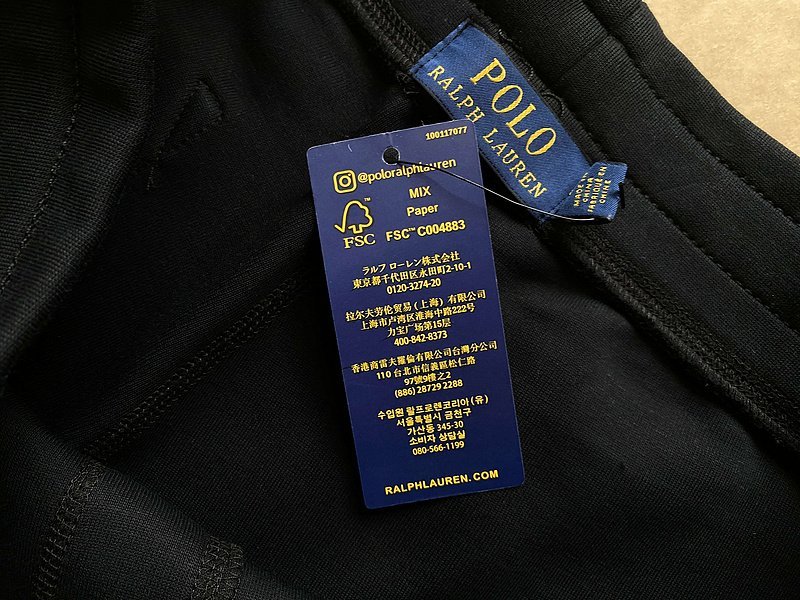 POLO
RALPH LAUREN
MADE IN
CHINA
FABRIQUÉ EN
CHINE
100117077
@poloralphlauren
MIX
Paper
FSC™ C004883
FSC™
ラルフ ローレン株式会社
東京都千代田区永田町2-10-1
0120-3274-20
拉尔夫劳伦贸易(上海)有限公司
上海市卢湾区淮海中路222号
力宝广场第15层
400-842-8373
香港商雷夫羅倫有限公司台灣分公司
110 台北市信義區松仁路
97號9樓之2
(886) 28729 2288
수입원 랄프로렌코리아(유)
서울특별시 금천구
가산동 345-30
소비자 상담실
080-566-1199
RALPHLAUREN.COM